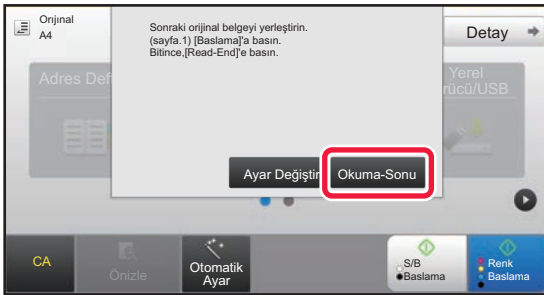 Orijinal
A4
Sonraki orijinal belgeyi yerleştirin.
(sayfa.1) [Baslama]'a basın.
Bitince,[Read-End]'e basın.
Detay
Adres Def
Yerel
rücü/USB
Ayar Değiştir
Okuma-Sonu
CA
Önizle
Otomatik
Ayar
S/B
Baslama
Renk
Baslama